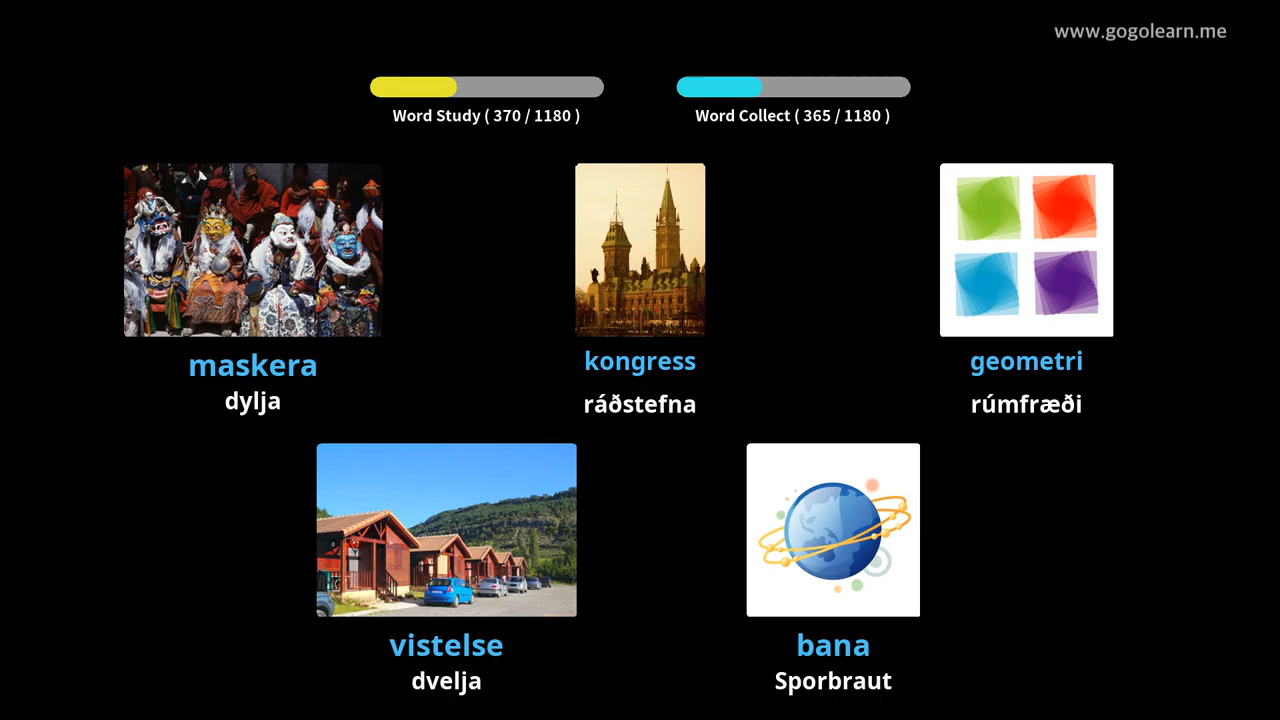 www.gogolearn.me
Word Study ( 370 / 1180 )
Word Collect ( 365 / 1180 )
maskera
dylja
kongress
ráðstefna
geometri
rúmfræði
vistelse
dvelja
bana
Sporbraut